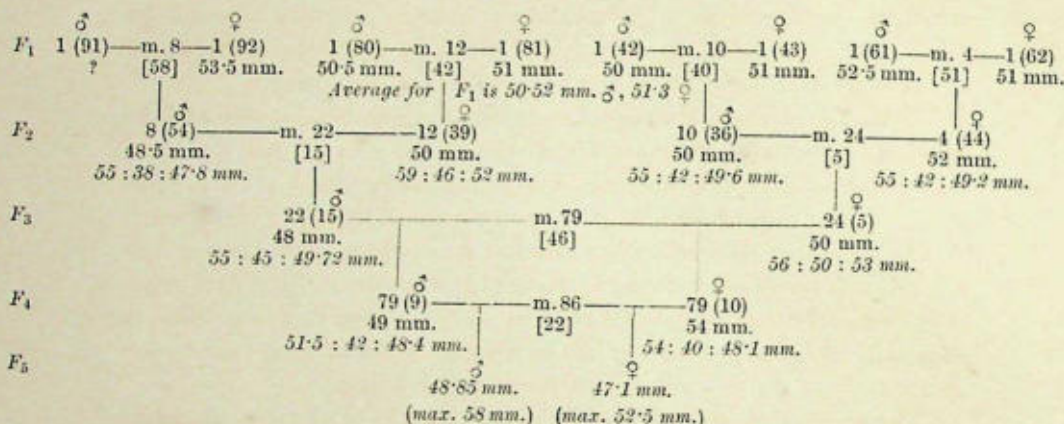 ♂ ♀ ♂ ♀ ♂ ♀ ♂ ♀
F₁ 1 (91)—m. 8—1 (92) 1 (80)—m. 12—1 (81) 1 (42)—m. 10—1 (43) 1 (61)—m. 4—1 (62)
? [58] 53·5 mm. 50·5 mm. [42] 51 mm. 50 mm. [40] 51 mm. 52·5 mm. [51] 51 mm.
Average for F₁ is 50·52 mm. ♂, 51·3 ♀
♂ ♀ ♂ ♀
F₂ 8 (54)—m. 22—12 (39) 10 (36)—m. 24—4 (44)
48·5 mm. [15] 50 mm. 50 mm. [5] 52 mm.
55 : 38 : 47·8 mm. 59 : 46 : 52 mm. 55 : 42 : 49·6 mm. 55 : 42 : 49·2 mm.
♂ ♀
F₃ 22 (15) m. 79 24 (5)
48 mm. [46] 50 mm.
55 : 45 : 49·72 mm. 56 : 50 : 53 mm.
♂ ♀
F₄ 79 (9)—m. 86—79 (10)
49 mm. [22] 54 mm.
51·5 : 42 : 48·4 mm. 54 : 40 : 48·1 mm.
F₅ ♂ ♀
48·85 mm. 47·1 mm.
(max. 58 mm.) (max. 52·5 mm.)